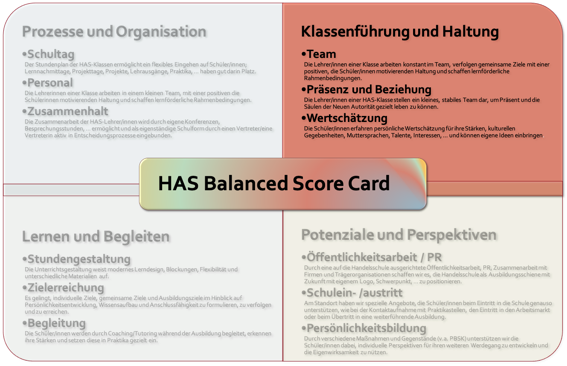 Prozesse und Organisation
•Schultag
Der Stundenplan der HAS-Klassen ermöglicht ein flexibles Eingehen auf Schüler/innen,
Lernnachmittage, Projekttage, Projekte, Lehrausgänge, Praktika, ... haben gut darin Platz.
•Personal
Die Lehrer/innen einer Klasse arbeiten in einem kleinen Team, mit einer positiven die
Schüler/innen motivierenden Haltung und schaffen lernförderliche Rahmenbedingungen.
•Zusammenhalt
Die Zusammenarbeit der HAS-Lehrer/innen wird durch eigene Konferenzen,
Besprechungsstunden, ... ermöglicht und als eigenständige Schulform durch einen Vertreter/eine
Vertreterin aktiv in Entscheidungsprozesse eingebunden.
Klassenführung und Haltung
•Team
Die Lehrer/innen einer Klasse arbeiten konstant im Team, verfolgen gemeinsame Ziele mit einer
positiven, die Schüler/innen motivierenden Haltung und schaffen lernförderliche
Rahmenbedingungen.
•Präsenz und Beziehung
Die Lehrer/innen einer HAS-Klasse stellen ein kleines, stabiles Team dar, um Präsent und die
Säulen der Neuen Autorität gezielt leben zu können.
•Wertschätzung
Die Schüler/innen erfahren persönliche Wertschätzung für ihre Stärken, kulturellen
Gegebenheiten, Muttersprachen, Talente, Interessen, ... und können eigene Ideen einbringen
HAS Balanced Score Card
Lernen und Begleiten
•Stundengestaltung
Die Unterrichtsgestaltung weist modernes Lerndesign, Blockungen, Flexibilität und
unterschiedliche Materialien auf.
•Zielerreichung
Es gelingt, individuelle Ziele, gemeinsame Ziele und Ausbildungsziele im Hinblick auf
Persönlichkeitsentwicklung, Wissensaufbau und Anschlussfähigkeit zu formulieren, zu verfolgen
und zu erreichen.
•Begleitung
Die Schüler/innen werden durch Coaching/Tutoring während der Ausbildung begleitet, erkennen
ihre Stärken und setzen diese in Praktika gezielt ein.
Potenziale und Perspektiven
•Öffentlichkeitsarbeit / PR
Durch eine auf die Handelsschule ausgerichtete Öffentlichkeitsarbeit, PR, Zusammenarbeit mit
Firmen und Trägerorganisationen schaffen wir es, die Handelsschule als Ausbildungsschiene mit
Zukunft mit eigenem Logo, Schwerpunkt, ... zu positionieren.
•Schulein- /austritt
Am Standort haben wir spezielle Angebote, die Schüler/innen beim Eintritt in die Schule genauso
unterstützen, wie bei der Kontaktaufnahme mit Praktikastellen, den Eintritt in den Arbeitsmarkt
oder beim Übertritt in eine weiterführende Ausbildung.
•Persönlichkeitsbildung
Durch verschiedene Maßnahmen und Gegenstände (v. a. PBSK) unterstützen wir die
Schüler/innen dabei, individuelle Perspektiven für ihren weiteren Werdegang zu entwickeln und
die Eigenwirksamkeit zu nützen.